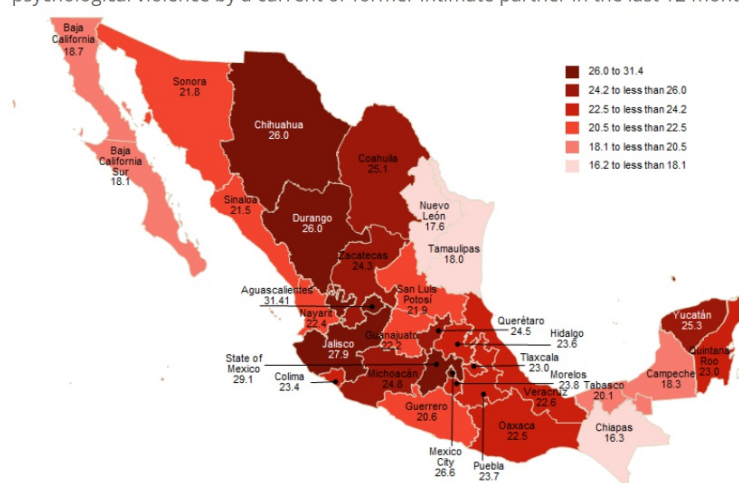 psychological violence by a current or former intimate partner in the last 12 mont
Baja
California
18.7
Sonora
21.8
Chihuahua
26.0
Coahuila
25.1
Baja
California
Sur
18.1
Sinaloa
21.5
Durango
26.0
Nuevo
León
17.6
Tamaulipas
18.0
Zacatecas
24.3
Aguascalientes
31.41
San Luis
Potosí
21.9
Nayarit
22.4
Guanajuato
22.2
Querétaro
24.5
Hidalgo
23.6
Jalisco
27.9
State of
Mexico
29.1
Colima
23.4
Michoacán
24.8
Tlaxcala
23.0
Morelos
23.8
Veracruz
22.6
Guerrero
20.6
Mexico
City
26.6
Puebla
23.7
Oaxaca
22.5
Tabasco
20.1
Chiapas
16.3
Campeche
18.3
Yucatán
25.3
Quintana
Roo
23.0
26.0 to 31.4
24.2 to less than 26.0
22.5 to less than 24.2
20.5 to less than 22.5
18.1 to less than 20.5
16.2 to less than 18.1